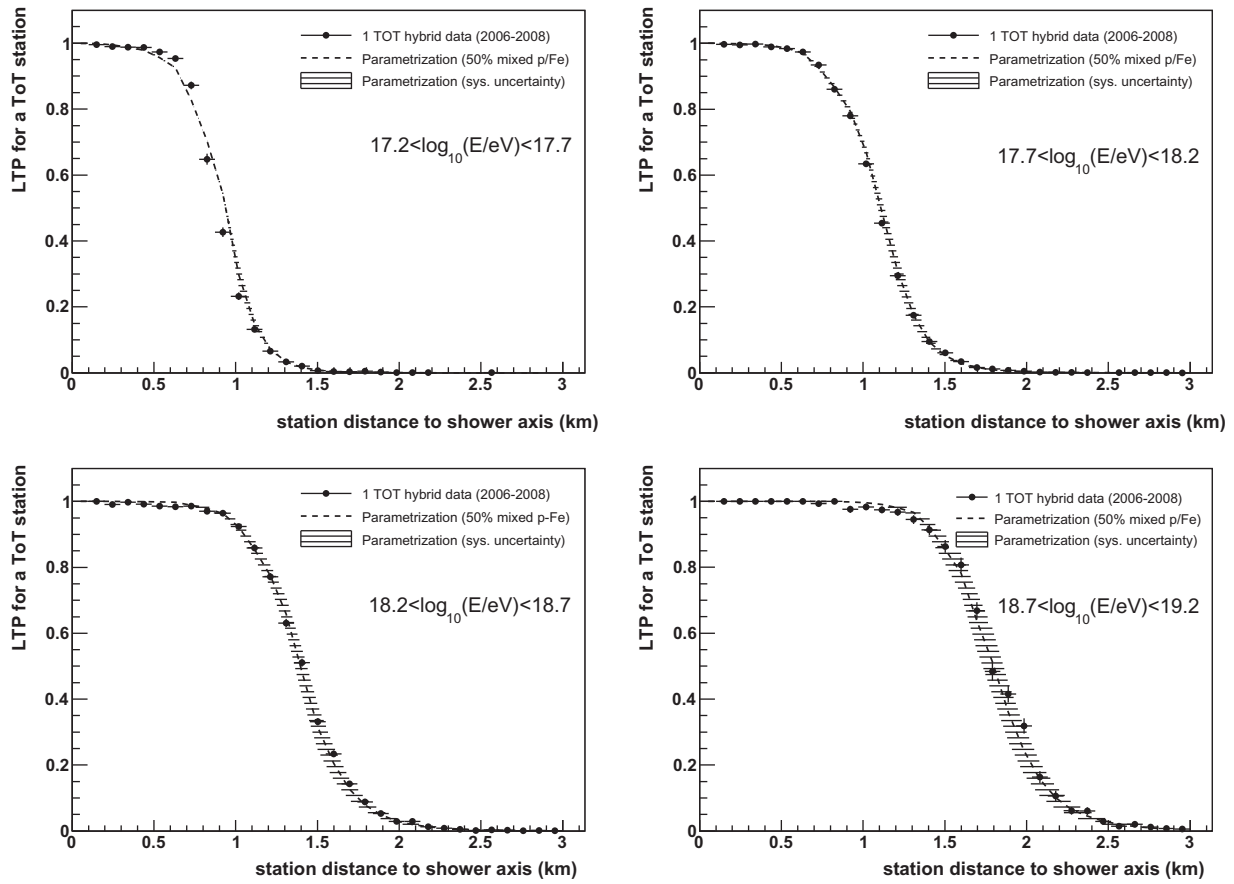 LTP for a ToT station
1
0.8
0.6
0.4
0.2
0
1 TOT hybrid data (2006-2008)
Parametrization (50% mixed p/Fe)
Parametrization (sys. uncertainty)
17.2<log10(E/eV)<17.7
0 0.5 1 1.5 2 2.5 3
station distance to shower axis (km)
LTP for a ToT station
1
0.8
0.6
0.4
0.2
0
1 TOT hybrid data (2006-2008)
Parametrization (50% mixed p/Fe)
Parametrization (sys. uncertainty)
17.7<log10(E/eV)<18.2
0 0.5 1 1.5 2 2.5 3
station distance to shower axis (km)
LTP for a ToT station
1
0.8
0.6
0.4
0.2
0
1 TOT hybrid data (2006-2008)
Parametrization (50% mixed p-Fe)
Parametrization (sys. uncertainty)
18.2<log10(E/eV)<18.7
0 0.5 1 1.5 2 2.5 3
station distance to shower axis (km)
LTP for a ToT station
1
0.8
0.6
0.4
0.2
0
1 TOT hybrid data (2006-2008)
Parametrization (50% mixed p/Fe)
Parametrization (sys. uncertainty)
18.7<log10(E/eV)<19.2
0 0.5 1 1.5 2 2.5 3
station distance to shower axis (km)